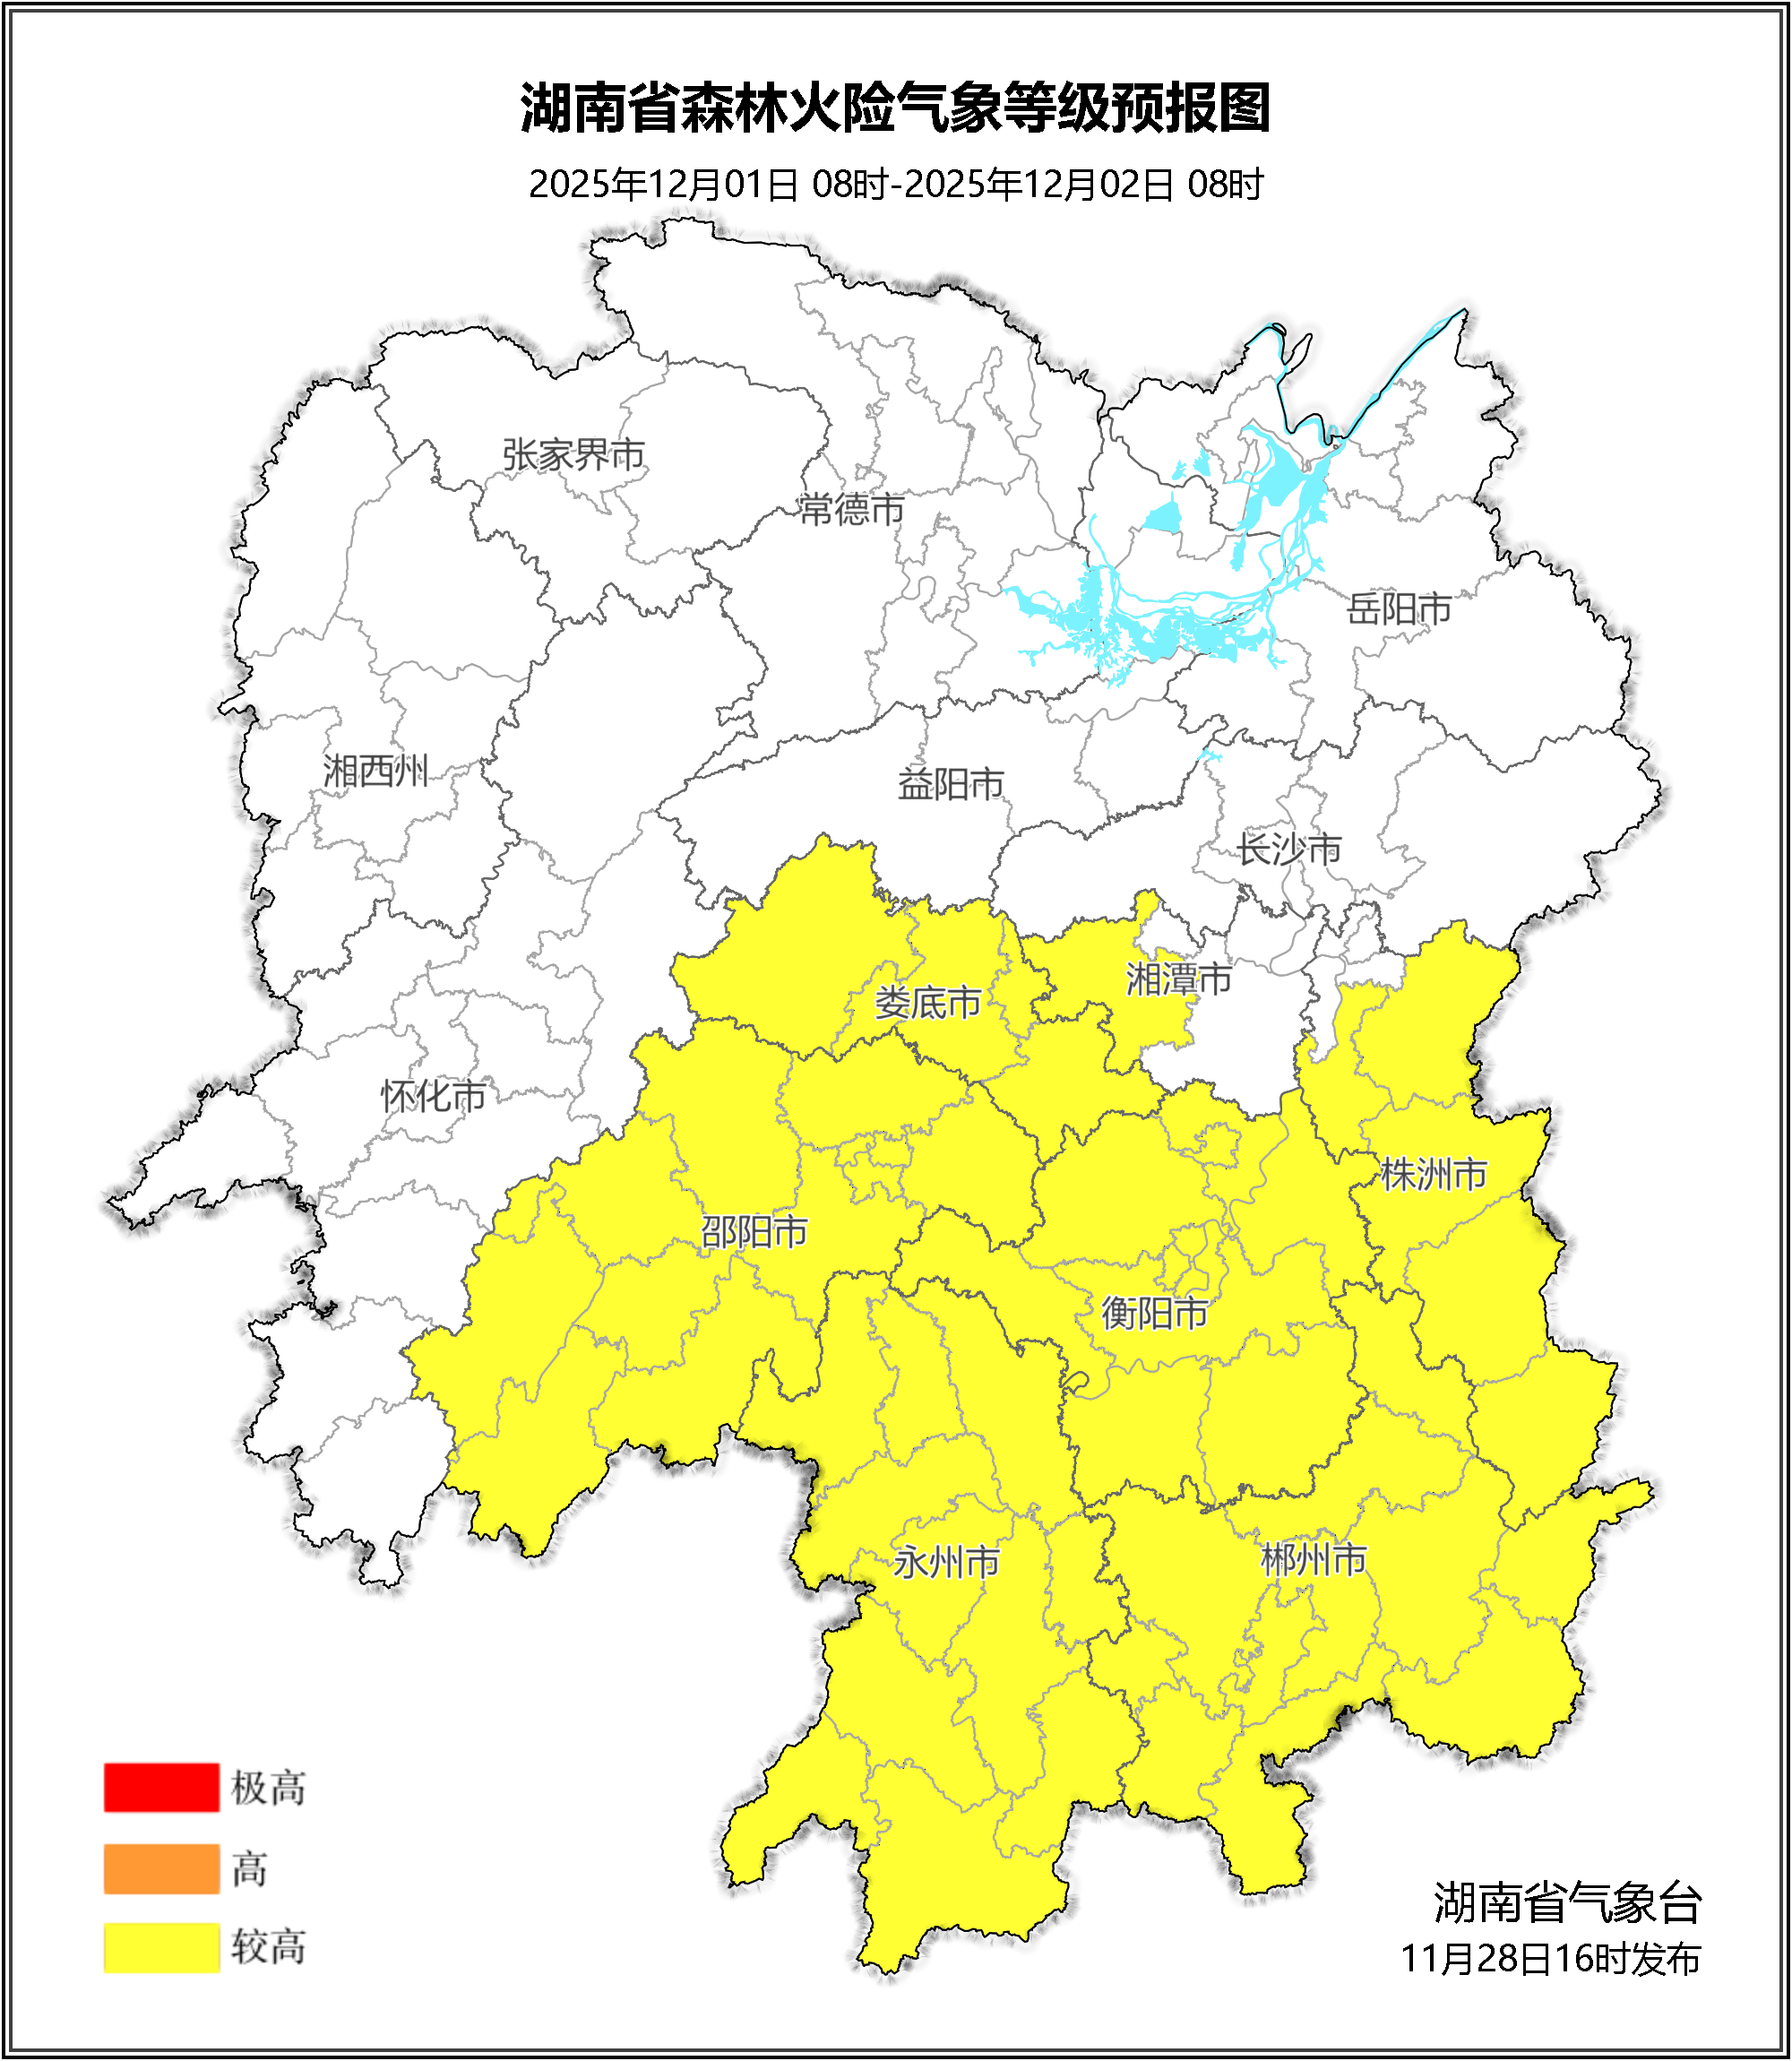 湖南省森林火险气象等级预报图
2025年12月01日 08时-2025年12月02日 08时
张家界市
常德市
岳阳市
湘西州
益阳市
长沙市
湘潭市
娄底市
怀化市
株洲市
邵阳市
衡阳市
永州市
郴州市
极高
高
较高
湖南省气象台
11月28日16时发布